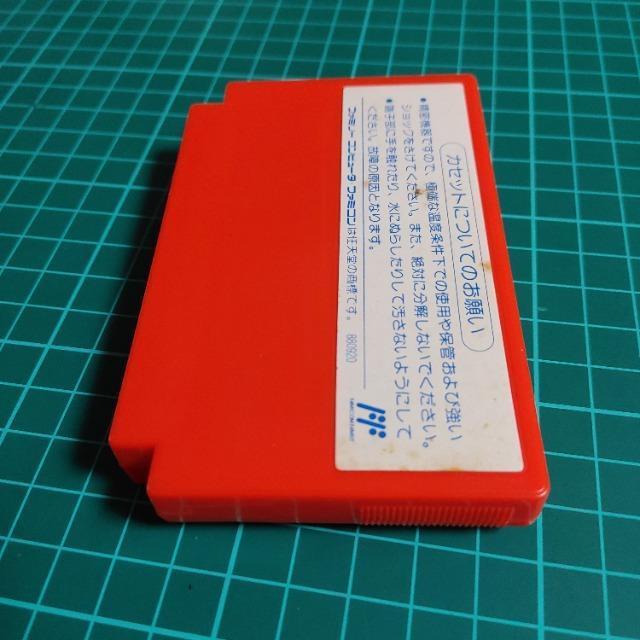 カセットについてのお願い
●精密機器ですので、極端な温度条件下での使用や保管および強い
ショックをさけてください。また、絶対に分解しないでください。
●端子部に手を触れたり、水にぬらしたりして汚さないようにして
ください。故障の原因となります。
ファミリーコンピュータ ファミコンは任天堂の商標です。
880920